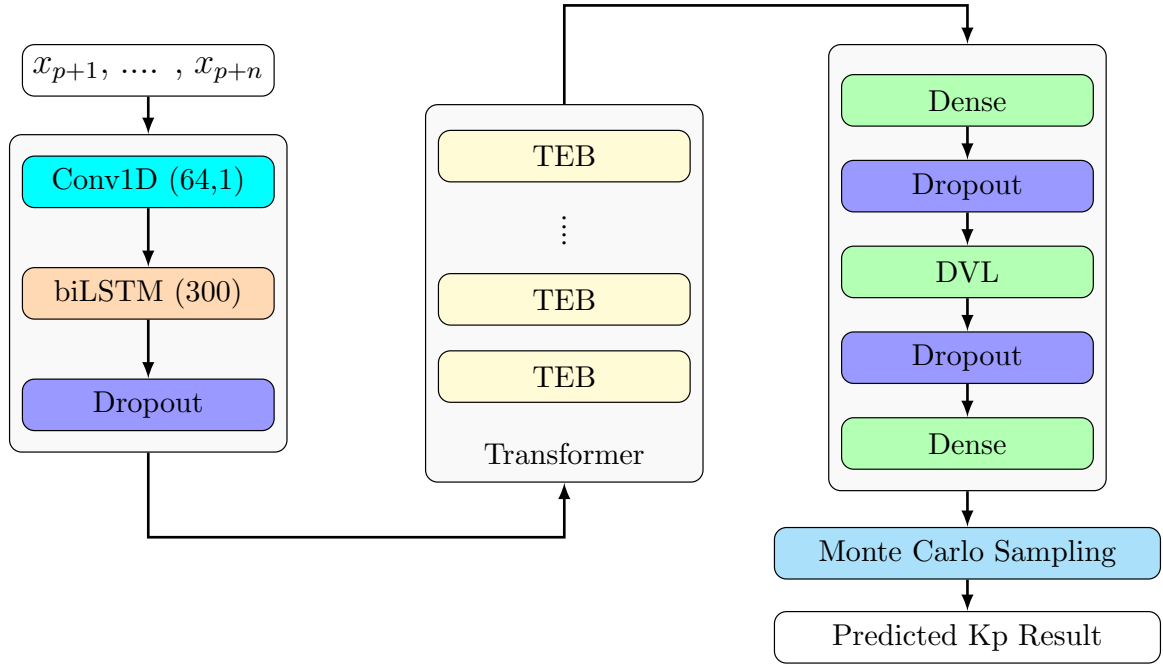 x_{p+1}, .... , x_{p+n}
Conv1D (64,1)
biLSTM (300)
Dropout
TEB
TEB
TEB
Transformer
Dense
Dropout
DVL
Dropout
Dense
Monte Carlo Sampling
Predicted Kp Result